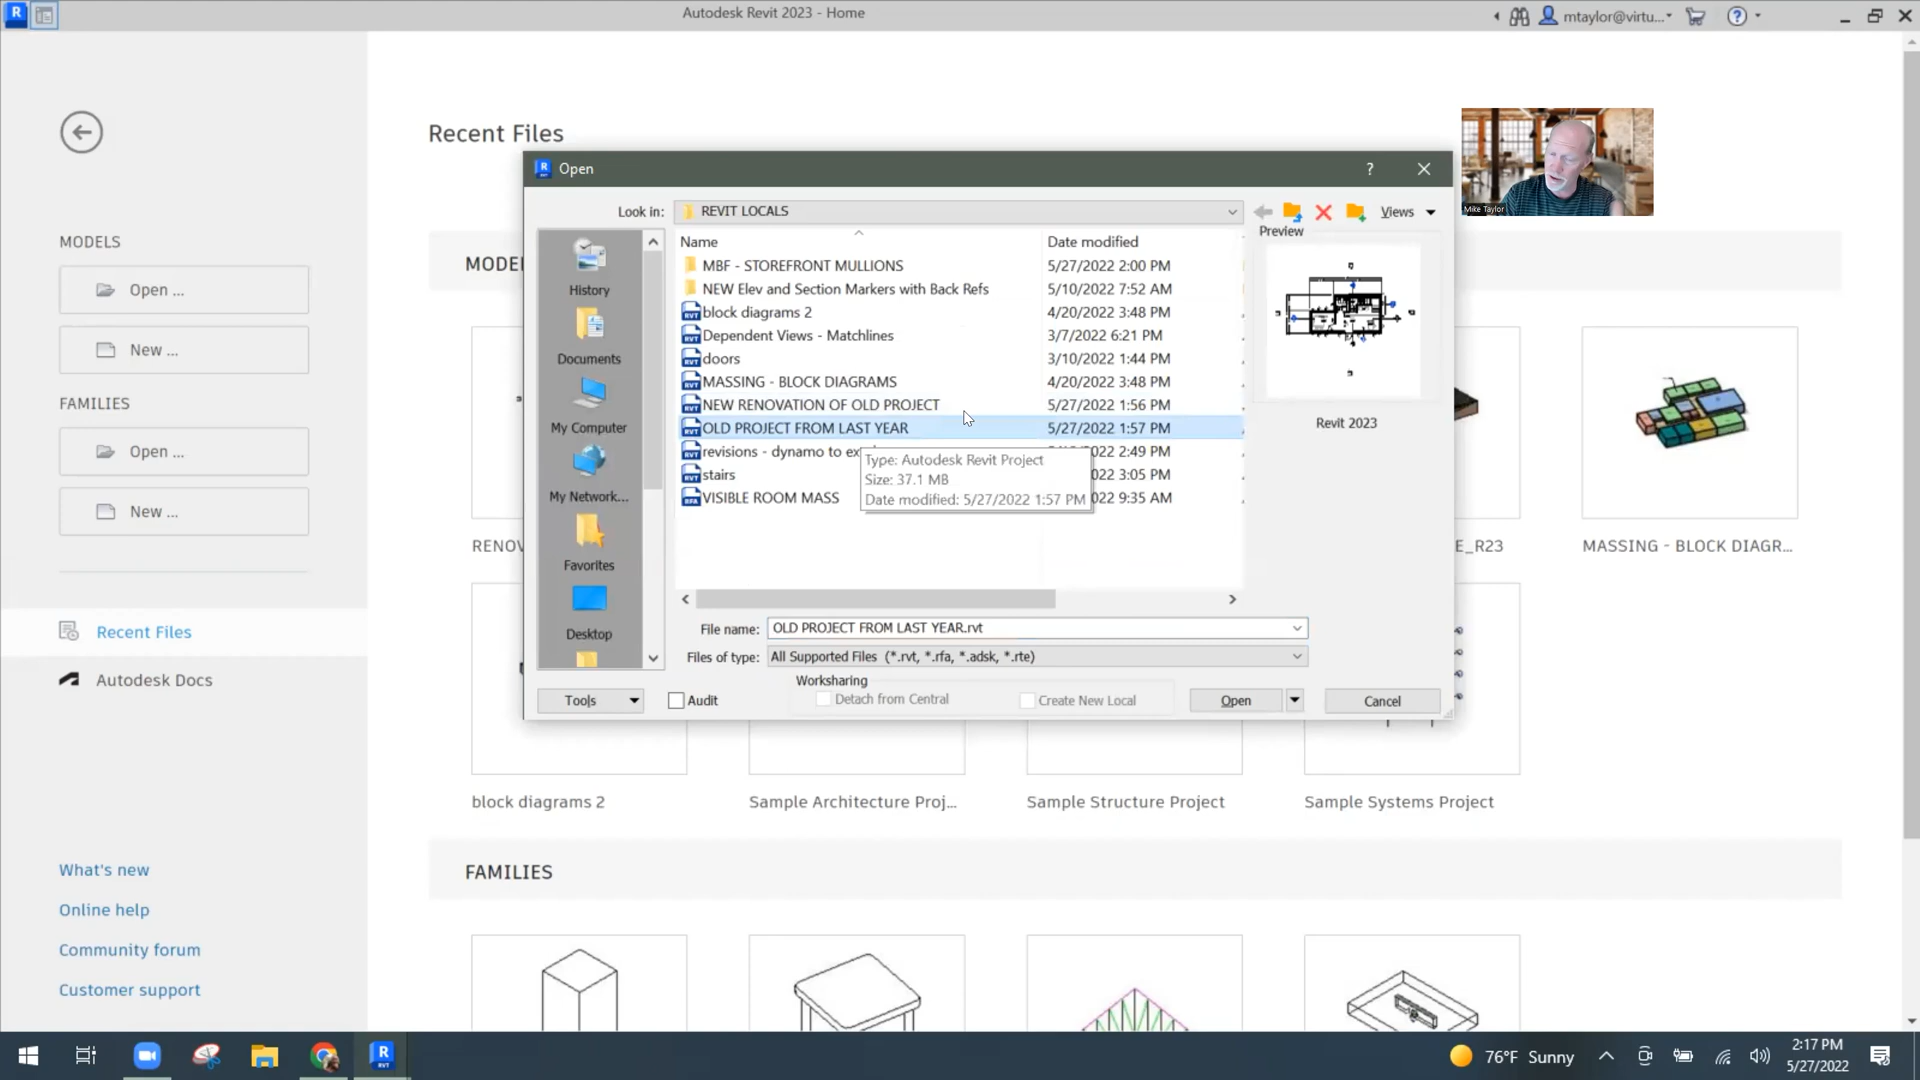 R
Autodesk Revit 2023 - Home
mtaylor@virtu...
?
Recent Files
Mike Taylor
MODELS
Open ...
New ...
FAMILIES
Open ...
New ...
Recent Files
Autodesk Docs
What's new
Online help
Community forum
Customer support
Open
?
Look in:
REVIT LOCALS
Views
Name
Date modified
Preview
MBF - STOREFRONT MULLIONS
5/27/2022 2:00 PM
NEW Elev and Section Markers with Back Refs
5/10/2022 7:52 AM
block diagrams 2
4/20/2022 3:48 PM
Dependent Views - Matchlines
3/7/2022 6:21 PM
doors
3/10/2022 1:44 PM
MASSING - BLOCK DIAGRAMS
4/20/2022 3:48 PM
NEW RENOVATION OF OLD PROJECT
5/27/2022 1:56 PM
OLD PROJECT FROM LAST YEAR
5/27/2022 1:57 PM
revisions - dynamo to ex
2:49 PM
stairs
2022 3:05 PM
VISIBLE ROOM MASS
2022 9:35 AM
Type: Autodesk Revit Project
Size: 37.1 MB
Date modified: 5/27/2022 1:57 PM
Revit 2023
History
Documents
My Computer
My Network...
Favorites
Desktop
File name:
OLD PROJECT FROM LAST YEAR.rvt
Files of type:
All Supported Files (*.rvt, *.rfa, *.adsk, *.rte)
Tools
Audit
Worksharing
Detach from Central
Create New Local
Open
Cancel
MODE
RENOV
E_R23
MASSING - BLOCK DIAGR...
block diagrams 2
Sample Architecture Proj...
Sample Structure Project
Sample Systems Project
FAMILIES
76°F Sunny
2:17 PM
5/27/2022